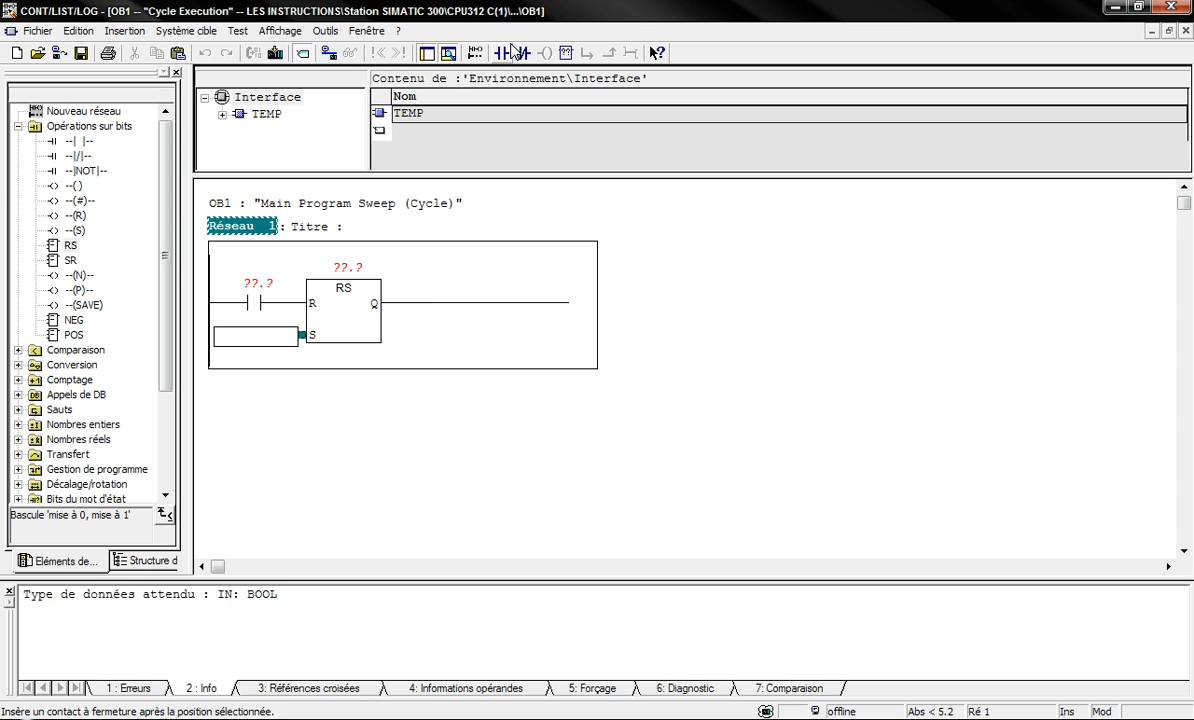 CONT/LIST/LOG - [OB1 -- "Cycle Execution" -- LES INSTRUCTIONS\Station SIMATIC 300\CPU312 C(1)\...\OB1]
Fichier Edition Insertion Système cible Test Affichage Outils Fenêtre ?
Contenu de :'Environnement\Interface'
Interface
TEMP
Nom
TEMP
Nouveau réseau
Opérations sur bits
--| |--
--|/|--
--|NOT|--
--( )
--(#)--
--(R)
--(S)
RS
SR
--(N)--
--(P)--
--(SAVE)
NEG
POS
Comparaison
Conversion
Comptage
Appels de DB
Sauts
Nombres entiers
Nombres réels
Transfert
Gestion de programme
Décalage/rotation
Bits du mot d'état
Bascule 'mise à 0, mise à 1'
Eléments de... Structure d
OB1 : "Main Program Sweep (Cycle)"
Réseau 1: Titre :
??.?
??.?
RS
R Q
S
Type de données attendu : IN: BOOL
1 : Erreurs 2 : Info 3: Références croisées 4: Informations opérandes 5: Forçage 6: Diagnostic 7: Comparaison
Insère un contact à fermeture après la position sélectionnée. offline Abs < 5.2 Ré 1 Ins Mod